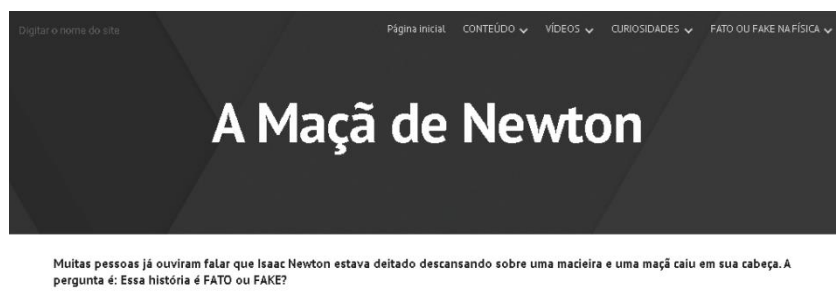 Digitar o nome do site
Página inicial CONTEÚDO VÍDEOS CURIOSIDADES FATO OU FAKE NA FÍSICA
A Maçã de Newton
Muitas pessoas já ouviram falar que Isaac Newton estava deitado descansando sobre uma macieira e uma maçã caiu em sua cabeça. A
pergunta é: Essa história é FATO ou FAKE?